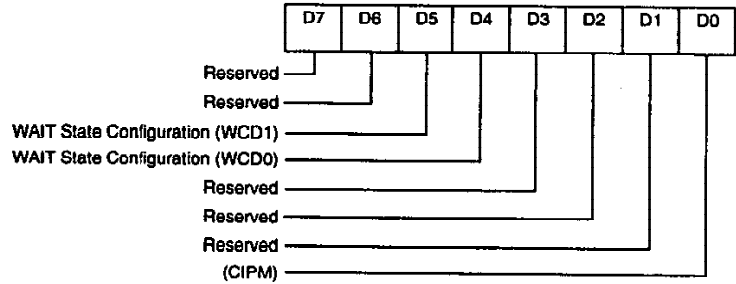 D7 D6 D5 D4 D3 D2 D1 D0
Reserved
Reserved
WAIT State Configuration (WCD1)
WAIT State Configuration (WCD0)
Reserved
Reserved
Reserved
(CIPM)